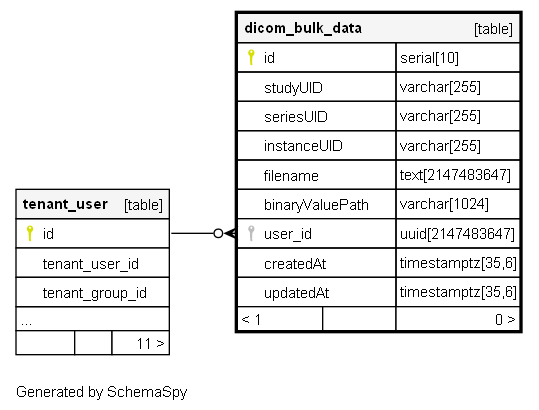 dicom_bulk_data [table]
id serial[10]
studyUID varchar[255]
seriesUID varchar[255]
instanceUID varchar[255]
filename text[2147483647]
binaryValuePath varchar[1024]
user_id uuid[2147483647]
createdAt timestamptz[35,6]
updatedAt timestamptz[35,6]
< 1 0 >
tenant_user [table]
id
tenant_user_id
tenant_group_id
...
11 >
Generated by SchemaSpy